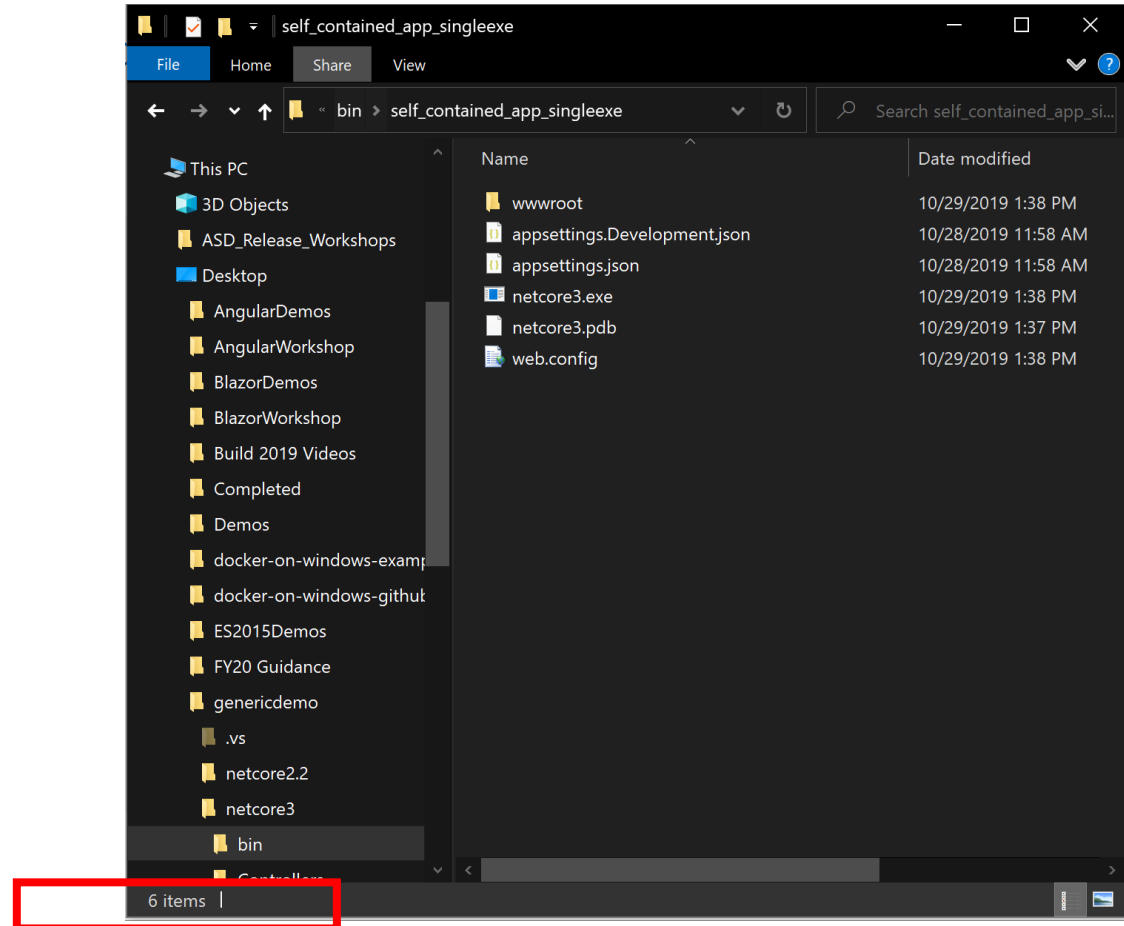 self_contained_app_singleexe
File Home Share View
« bin > self_contained_app_singleexe
Search self_contained_app_si...
Name Date modified
This PC
3D Objects
ASD_Release_Workshops
Desktop
AngularDemos
AngularWorkshop
BlazorDemos
BlazorWorkshop
Build 2019 Videos
Completed
Demos
docker-on-windows-examp
docker-on-windows-github
ES2015Demos
FY20 Guidance
genericdemo
.vs
netcore2.2
netcore3
bin
Controllers
wwwroot 10/29/2019 1:38 PM
appsettings.Development.json 10/28/2019 11:58 AM
appsettings.json 10/28/2019 11:58 AM
netcore3.exe 10/29/2019 1:38 PM
netcore3.pdb 10/29/2019 1:37 PM
web.config 10/29/2019 1:38 PM
6 items